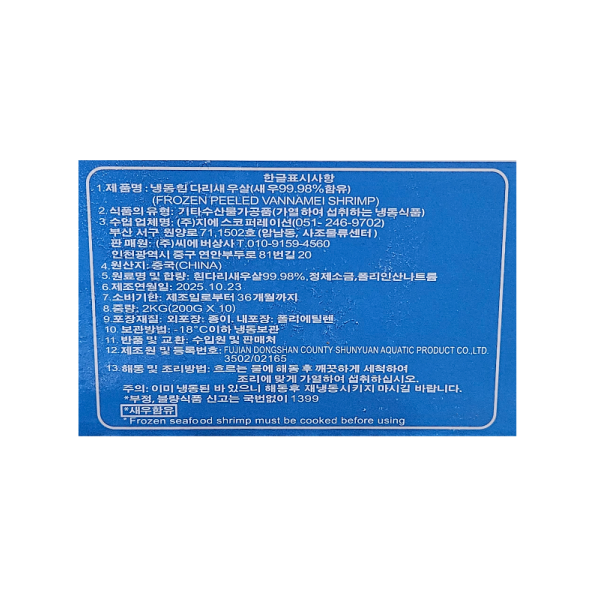 한글표시사항
1.제품명: 냉동흰다리새우살(새우99.98%함유)
(FROZEN PEELED VANNAMEI SHRIMP)
2.식품의유형: 기타수산물가공품(가열하여 섭취하는 냉동식품)
3.수입업체명: (주)지에스코퍼레이션(051- 246-9702)
부산 서구 원양로 71,1502호(암남동, 사조물류센터)
판 매원: (주)씨에버상사 T.010-9159-4560
인천광역시 중구 연안부두로 81번길 20
4.원산지: 중국(CHINA)
5.원료명 및 함량: 흰다리새우살99.98%,정제소금,폴리인산나트륨
6.제조연월일: 2025.10.23
7.소비기한: 제조일로부터 36개월까지
8.중량: 2KG(200G X 10)
9.포장재질: 외포장: 종이, 내포장: 폴리에틸렌
10.보관방법: -18°C이하 냉동보관
11.반품 및 교환: 수입원 및 판매처
12.제조원 및 등록번호: FUJIAN DONGSHAN COUNTY SHUNYUAN AQUATIC PRODUCT CO.,LTD.
3502/02165
13.해동 및 조리방법: 흐르는 물에 해동 후 깨끗하게 세척하여
조리에 맞게 가열하여 섭취하십시오.
주의: 이미 냉동된 바 있으니 해동후 재냉동시키지 마시길 바랍니다.
*부정,불량식품 신고는 국번없이 1399
*새우함유
*Frozen seafood shrimp must be cooked before using